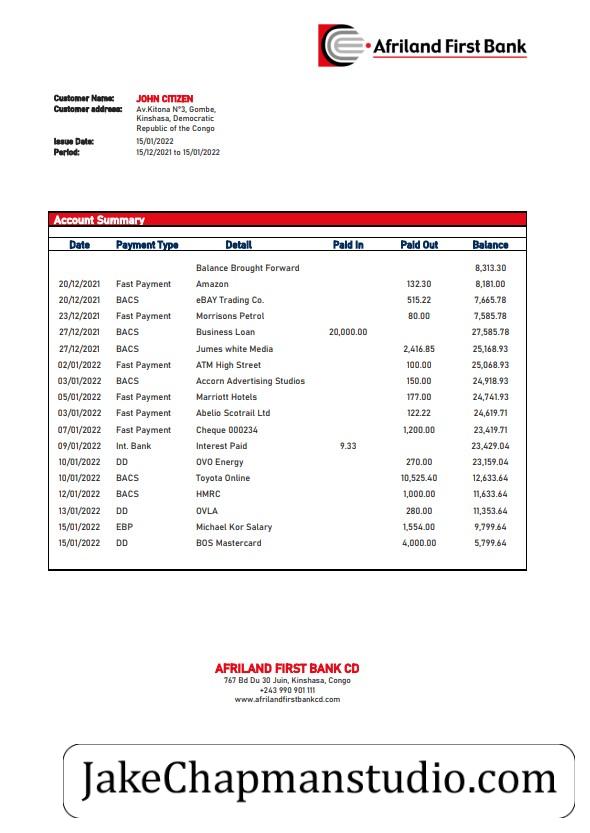 Afriland First Bank
Customer Name: JOHN CITIZEN
Customer address: Av.Kitona N°3, Gombe,
Kinshasa, Democratic
Republic of the Congo
Issue Date: 15/01/2022
Period: 15/12/2021 to 15/01/2022
Account Summary
Date Payment Type Detail Paid In Paid Out Balance
Balance Brought Forward 8,313.30
20/12/2021 Fast Payment Amazon 132.30 8,181.00
20/12/2021 BACS eBAY Trading Co. 515.22 7,665.78
23/12/2021 Fast Payment Morrisons Petrol 80.00 7,585.78
27/12/2021 BACS Business Loan 20,000.00 27,585.78
27/12/2021 BACS Jumes white Media 2,416.85 25,168.93
02/01/2022 Fast Payment ATM High Street 100.00 25,068.93
03/01/2022 BACS Accorn Advertising Studios 150.00 24,918.93
05/01/2022 Fast Payment Marriott Hotels 177.00 24,741.93
03/01/2022 Fast Payment Abelio Scotrail Ltd 122.22 24,619.71
07/01/2022 Fast Payment Cheque 000234 1,200.00 23,419.71
09/01/2022 Int. Bank Interest Paid 9.33 23,429.04
10/01/2022 DD OVO Energy 270.00 23,159.04
10/01/2022 BACS Toyota Online 10,525.40 12,633.64
12/01/2022 BACS HMRC 1,000.00 11,633.64
13/01/2022 DD OVLA 280.00 11,353.64
15/01/2022 EBP Michael Kor Salary 1,554.00 9,799.64
15/01/2022 DD BOS Mastercard 4,000.00 5,799.64
AFRILAND FIRST BANK CD
767 Bd Du 30 Juin, Kinshasa, Congo
+243 990 901 111
www.afrilandfirstbankcd.com
JakeChapmanstudio.com